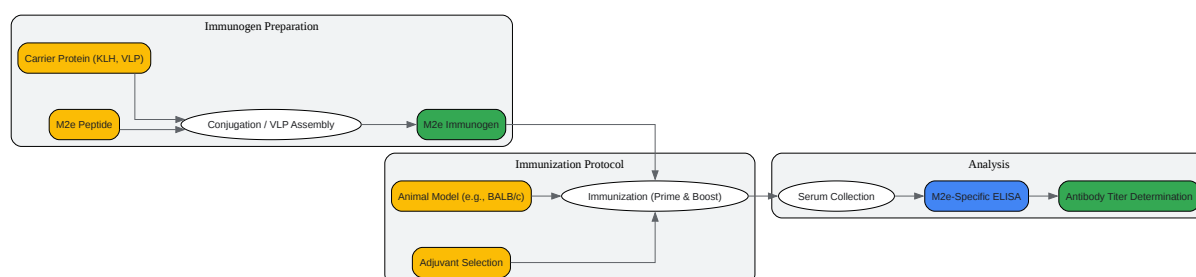 Immunogen Preparation
Carrier Protein (KLH, VLP)
M2e Peptide
Conjugation / VLP Assembly
M2e Immunogen
Immunization Protocol
Animal Model (e.g., BALB/c)
Immunization (Prime & Boost)
Adjuvant Selection
Analysis
Serum Collection
M2e-Specific ELISA
Antibody Titer Determination